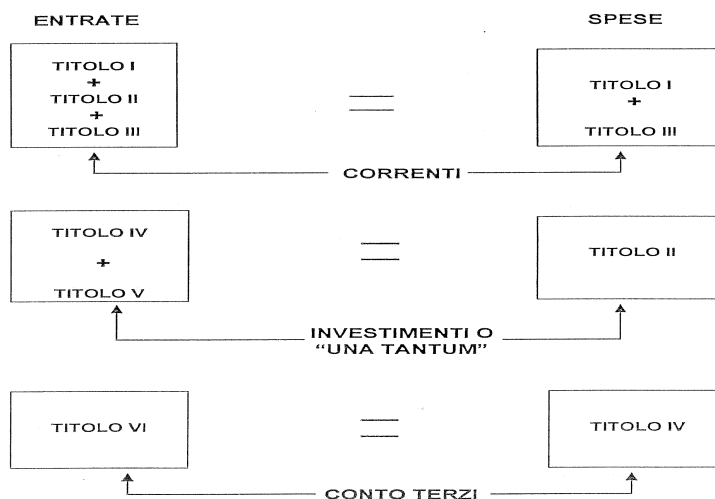 ENTRATE
SPESE
TITOLO I
+
TITOLO II
+
TITOLO III
=
TITOLO I
+
TITOLO III
CORRENTI
TITOLO IV
+
TITOLO V
=
TITOLO II
INVESTIMENTI O
“UNA TANTUM”
TITOLO VI
=
TITOLO IV
CONTO TERZI